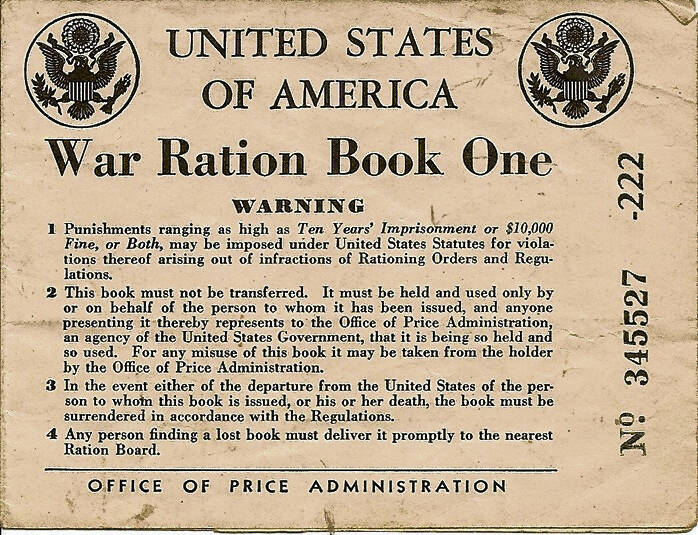 UNITED STATES
OF AMERICA
War Ration Book One
WARNING
1 Punishments ranging as high as Ten Years' Imprisonment or $10,000
Fine, or Both, may be imposed under United States Statutes for viola-
tions thereof arising out of infractions of Rationing Orders and Regu-
lations.
2 This book must not be transferred. It must be held and used only by
or on behalf of the person to whom it has been issued, and anyone
presenting it thereby represents to the Office of Price Administration,
an agency of the United States Government, that it is being so held and
so used. For any misuse of this book it may be taken from the holder
by the Office of Price Administration.
3 In the event either of the departure from the United States of the per-
son to whom this book is issued, or his or her death, the book must be
surrendered in accordance with the Regulations.
4 Any person finding a lost book must deliver it promptly to the nearest
Ration Board.
OFFICE OF PRICE ADMINISTRATION
Nº 345527 -222